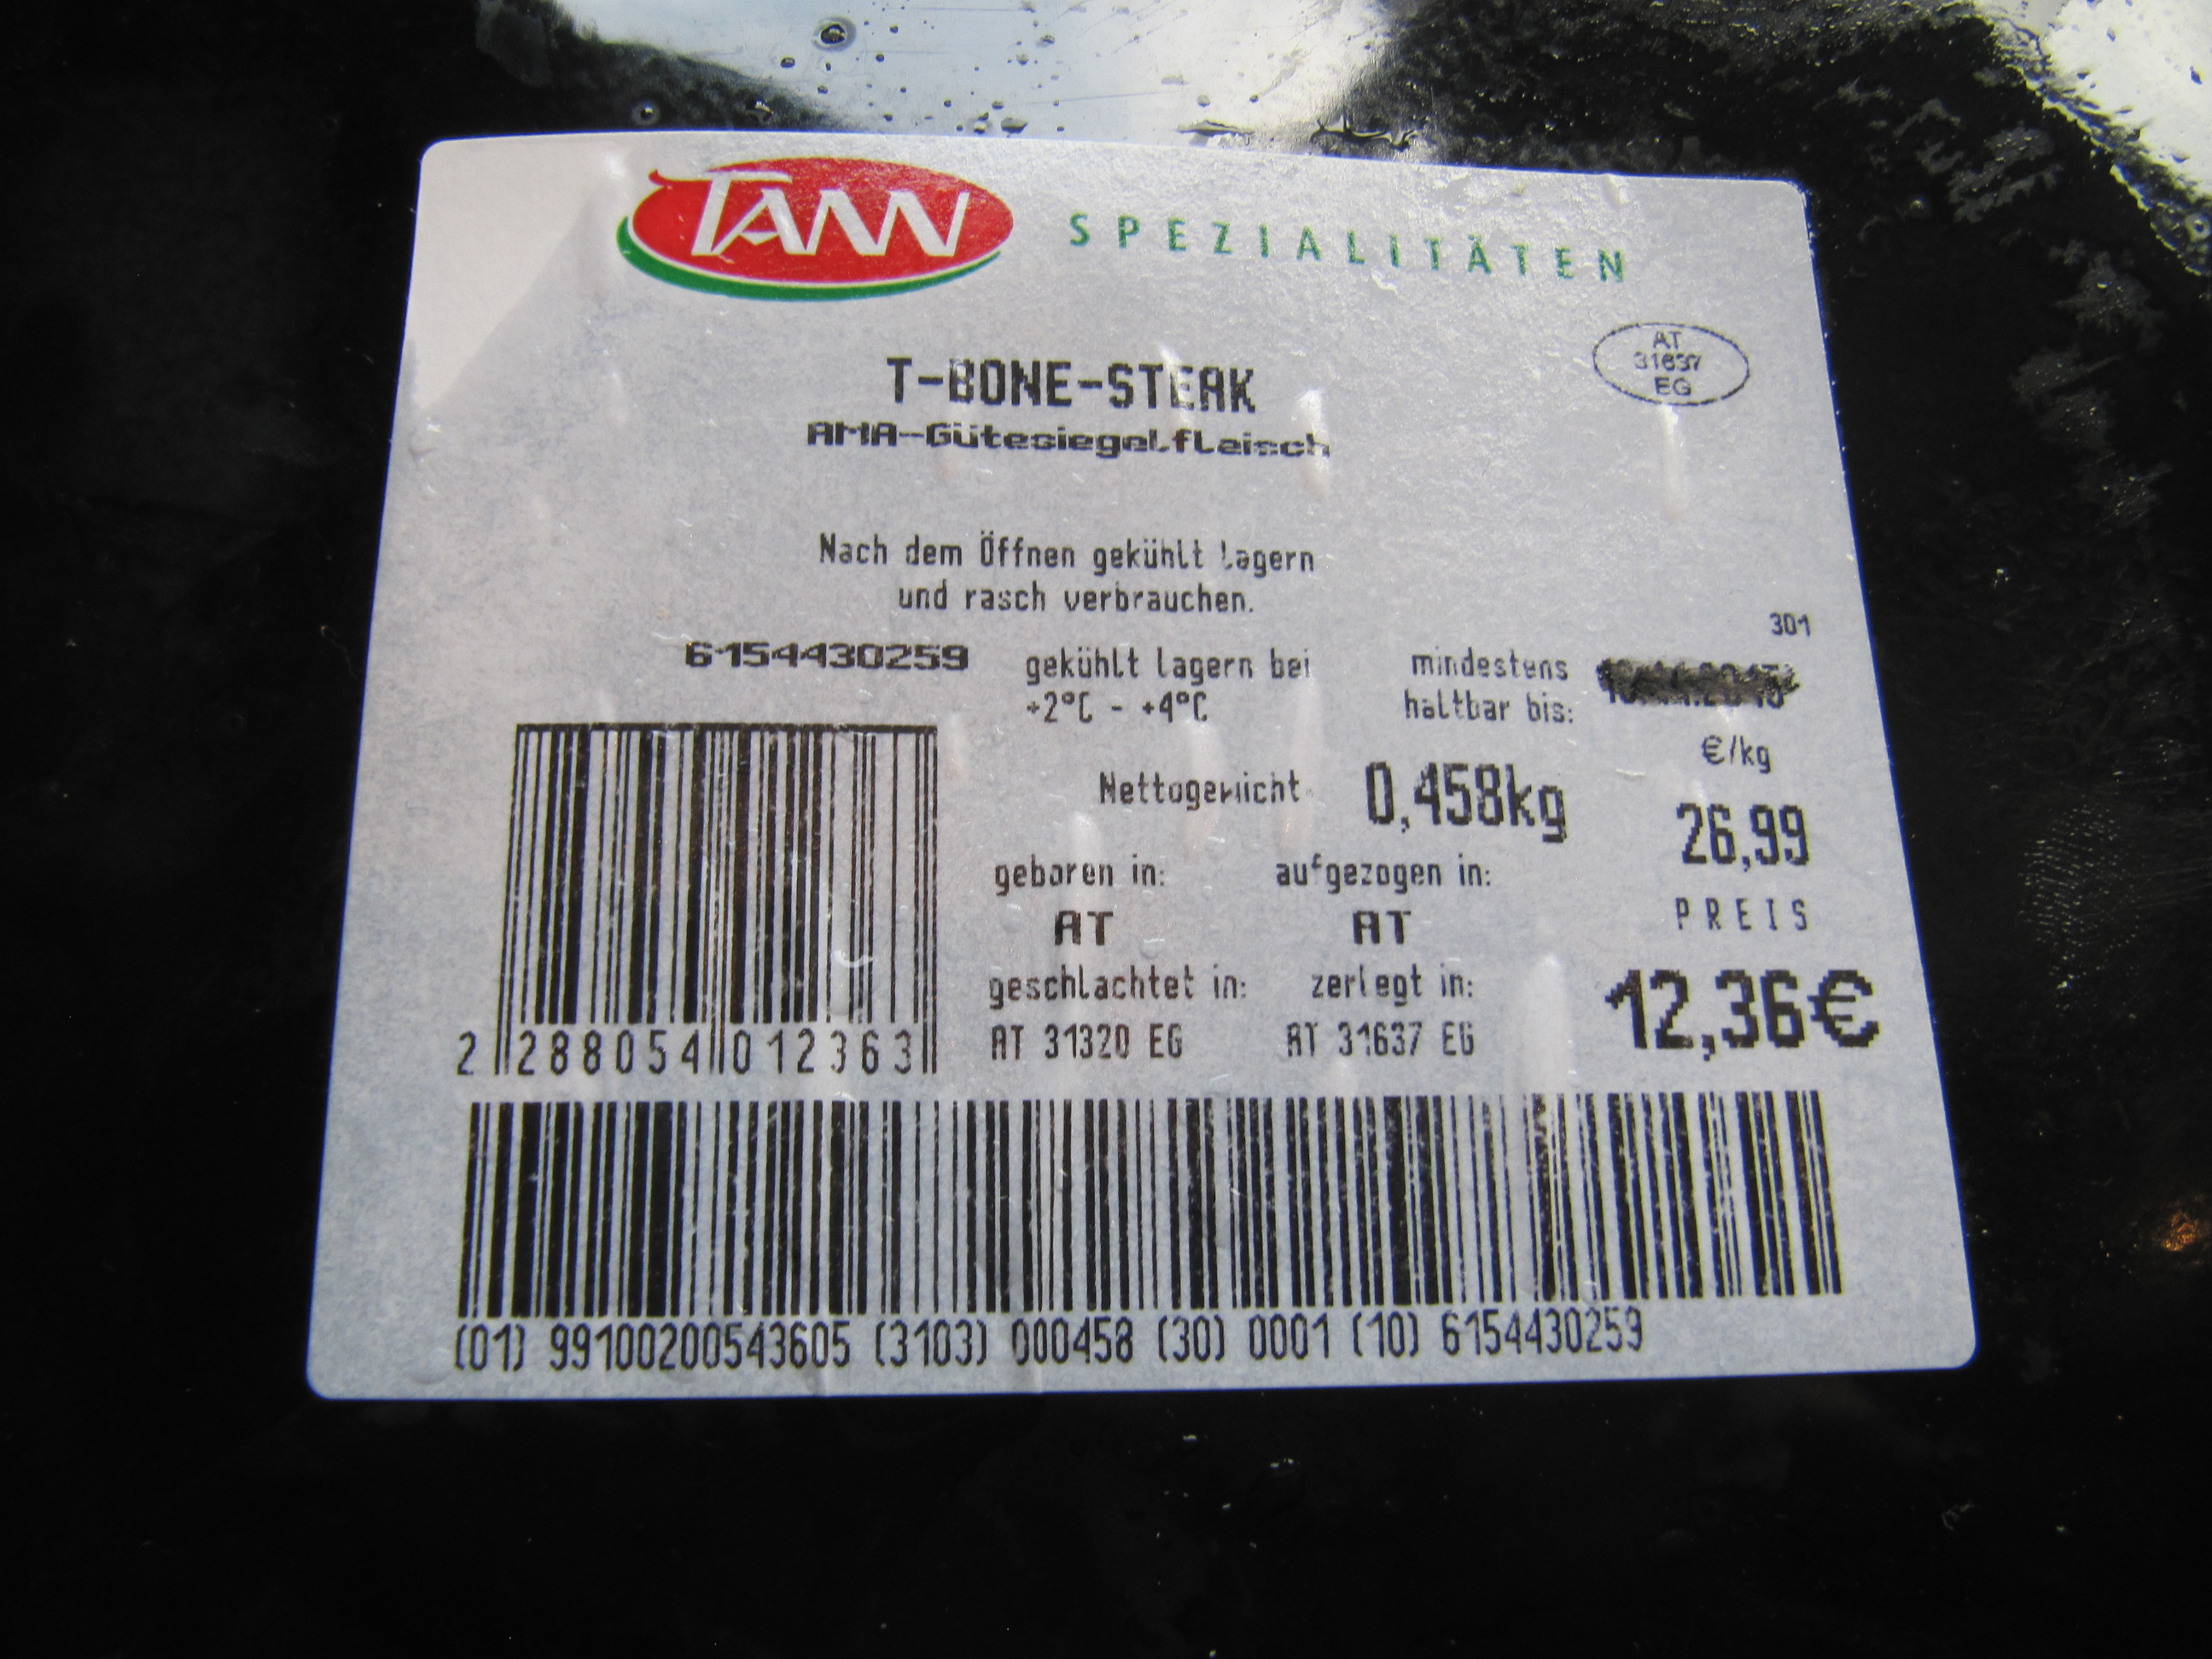 TANN SPEZIALITÄTEN
AT
31637
EG
T-BONE-STEAK
AMA-Gütesiegelfleisch
Nach dem Öffnen gekühlt lagern
und rasch verbrauchen.
301
6154430259
gekühlt lagern bei
+2°C - +4°C
mindestens
haltbar bis:
€/kg
Nettogewicht 0,458kg 26,99
geboren in: aufgezogen in:
AT AT
PREIS
geschlachtet in: zerlegt in:
AT 31320 EG AT 31637 EG
12,36€
2 288054 012363
(01) 99100200543605 (3103) 000458 (30) 0001 (10) 6154430259